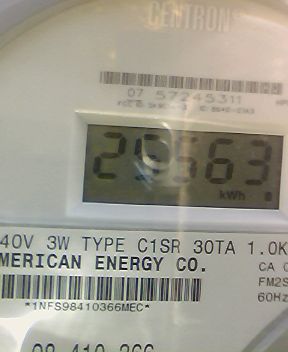 CENTRON
07 57245311
29563
kWh
40V 3W TYPE C1SR 30TA 1.0K
MERICAN ENERGY CO.
CA 0
FM2S
60Hz
*1NFS98410366MEC*